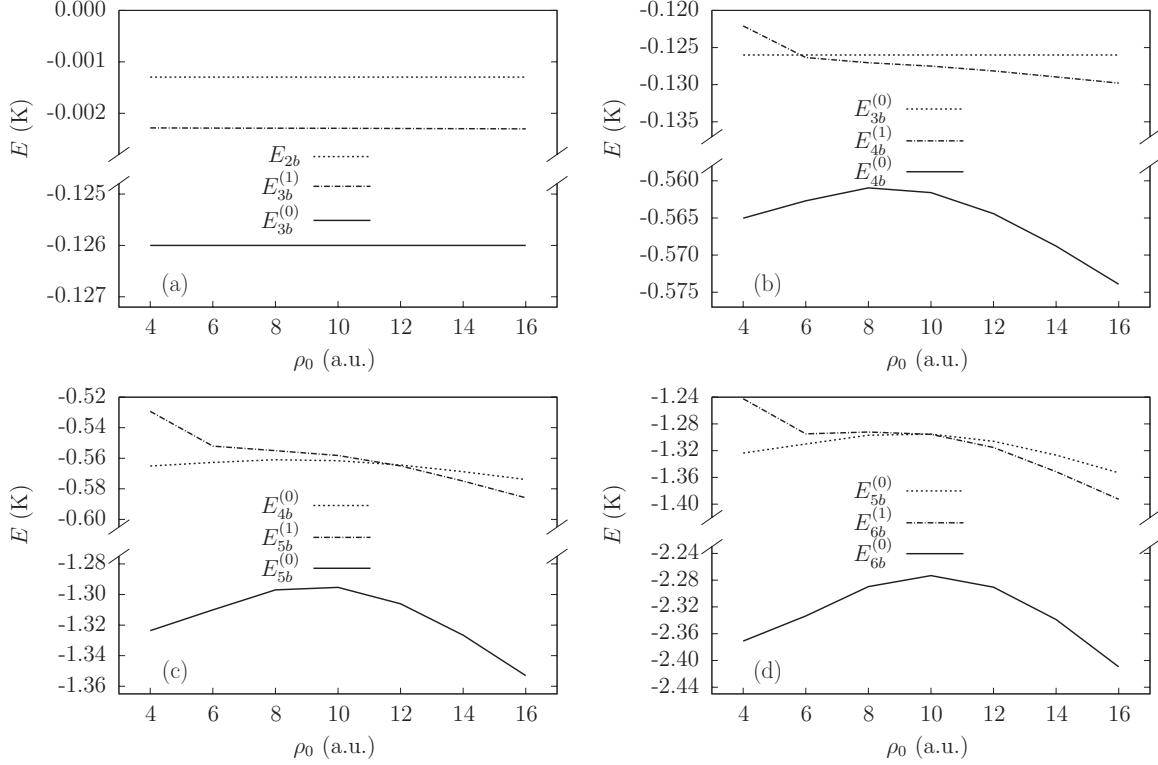 0.000
-0.001
-0.002
-0.125
-0.126
-0.127
E (K)
E_{2b}
E_{3b}^{(1)}
E_{3b}^{(0)}
(a)
4 6 8 10 12 14 16
ρ_0 (a.u.)
-0.120
-0.125
-0.130
-0.135
-0.560
-0.565
-0.570
-0.575
E (K)
E_{3b}^{(0)}
E_{4b}^{(1)}
E_{4b}^{(0)}
(b)
4 6 8 10 12 14 16
ρ_0 (a.u.)
-0.52
-0.54
-0.56
-0.58
-0.60
-1.28
-1.30
-1.32
-1.34
-1.36
E (K)
E_{4b}^{(0)}
E_{5b}^{(1)}
E_{5b}^{(0)}
(c)
4 6 8 10 12 14 16
ρ_0 (a.u.)
-1.24
-1.28
-1.32
-1.36
-1.40
-2.24
-2.28
-2.32
-2.36
-2.40
-2.44
E (K)
E_{5b}^{(0)}
E_{6b}^{(1)}
E_{6b}^{(0)}
(d)
4 6 8 10 12 14 16
ρ_0 (a.u.)